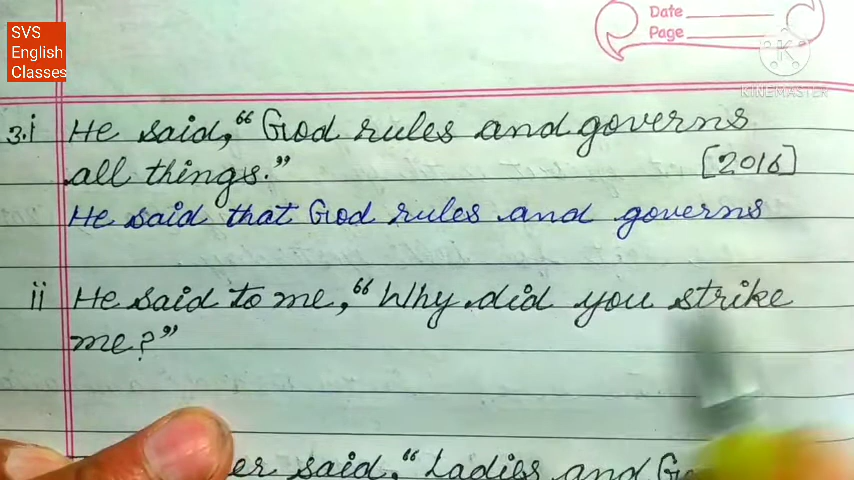 SVS
English
Classes
Date
Page
KINEMASTER
3.i He said, "God rules and governs
all things." [2016]
He said that God rules and governs
ii He said to me, "Why did you strike
me?"
er said, "Ladies and